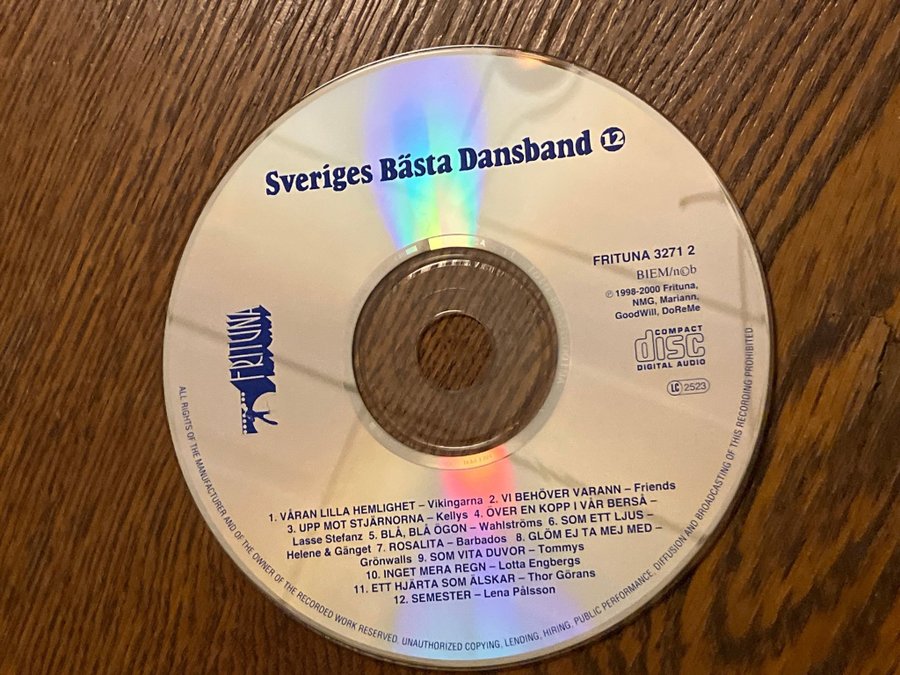 Sveriges Bästa Dansband 12
FRITUNA 3271 2
BIEM/n©b
℗ 1998-2000 Frituna,
NMG, Mariann,
GoodWill, DoReMe
COMPACT
disc
DIGITAL AUDIO
LC 2523
FRITUNA
1. VÅRAN LILLA HEMLIGHET – Vikingarna 2. VI BEHÖVER VARANN – Friends
3. UPP MOT STJÄRNORNA – Kellys 4. ÖVER EN KOPP I VÅR BERSÅ –
Lasse Stefanz 5. BLÅ, BLÅ ÖGON – Wahlströms 6. SOM ETT LJUS –
Helene & Gänget 7. ROSALITA – Barbados 8. GLÖM EJ TA MEJ MED –
Grönwalls 9. SOM VITA DUVOR – Tommys
10. INGET MERA REGN – Lotta Engbergs
11. ETT HJÄRTA SOM ÄLSKAR – Thor Görans
12. SEMESTER – Lena Pålsson
ALL RIGHTS OF THE MANUFACTURER AND OF THE OWNER OF THE RECORDED WORK RESERVED. UNAUTHORIZED COPYING, LENDING, HIRING, PUBLIC PERFORMANCE, DIFFUSION AND BROADCASTING OF THIS RECORDING PROHIBITED